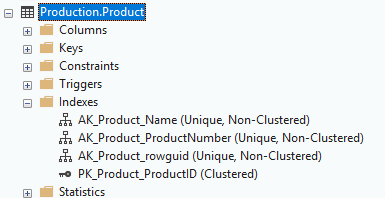 Production.Product
Columns
Keys
Constraints
Triggers
Indexes
AK_Product_Name (Unique, Non-Clustered)
AK_Product_ProductNumber (Unique, Non-Clustered)
AK_Product_rowguid (Unique, Non-Clustered)
PK_Product_ProductID (Clustered)
Statistics